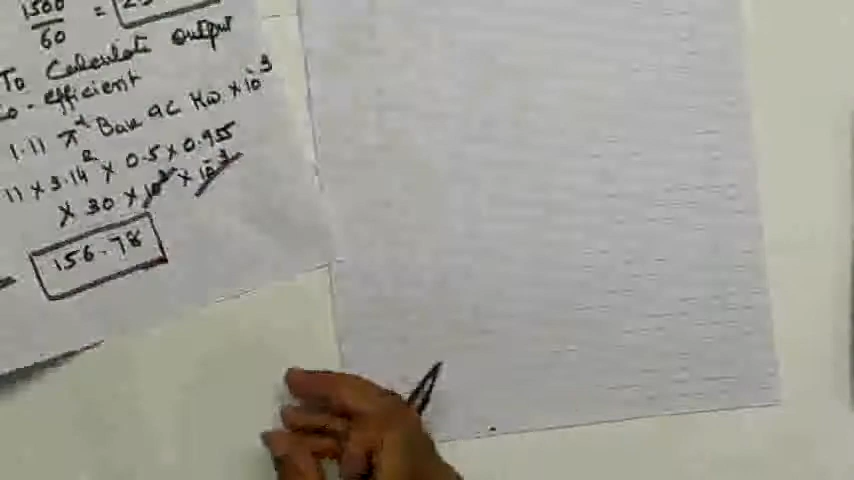 1500
60 =
To Calculate output
co-efficient
1.11 π² Bav ac Kw × 10⁻³
11 × 3.14² × 0.5 × 0.955
× 30 × 10³ × 10⁻³
156.78